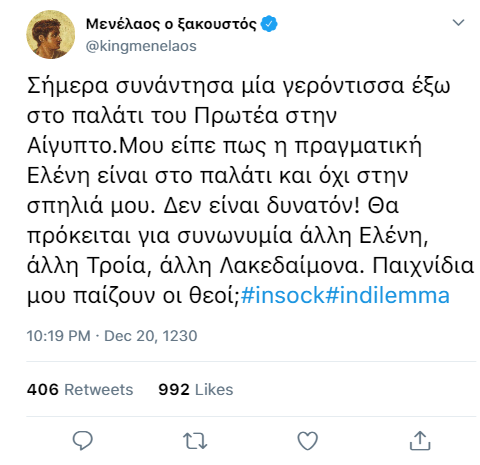 Μενέλαος ο ξακουστός
@kingmenelaos
Σήμερα συνάντησα μία γερόντισσα έξω
στο παλάτι του Πρωτέα στην
Αίγυπτο.Μου είπε πως η πραγματική
Ελένη είναι στο παλάτι και όχι στην
σπηλιά μου. Δεν είναι δυνατόν! Θα
πρόκειται για συνωνυμία άλλη Ελένη,
άλλη Τροία, άλλη Λακεδαίμονα. Παιχνίδια
μου παίζουν οι θεοί;#insock#indilemma
10:19 PM · Dec 20, 1230
406 Retweets 992 Likes